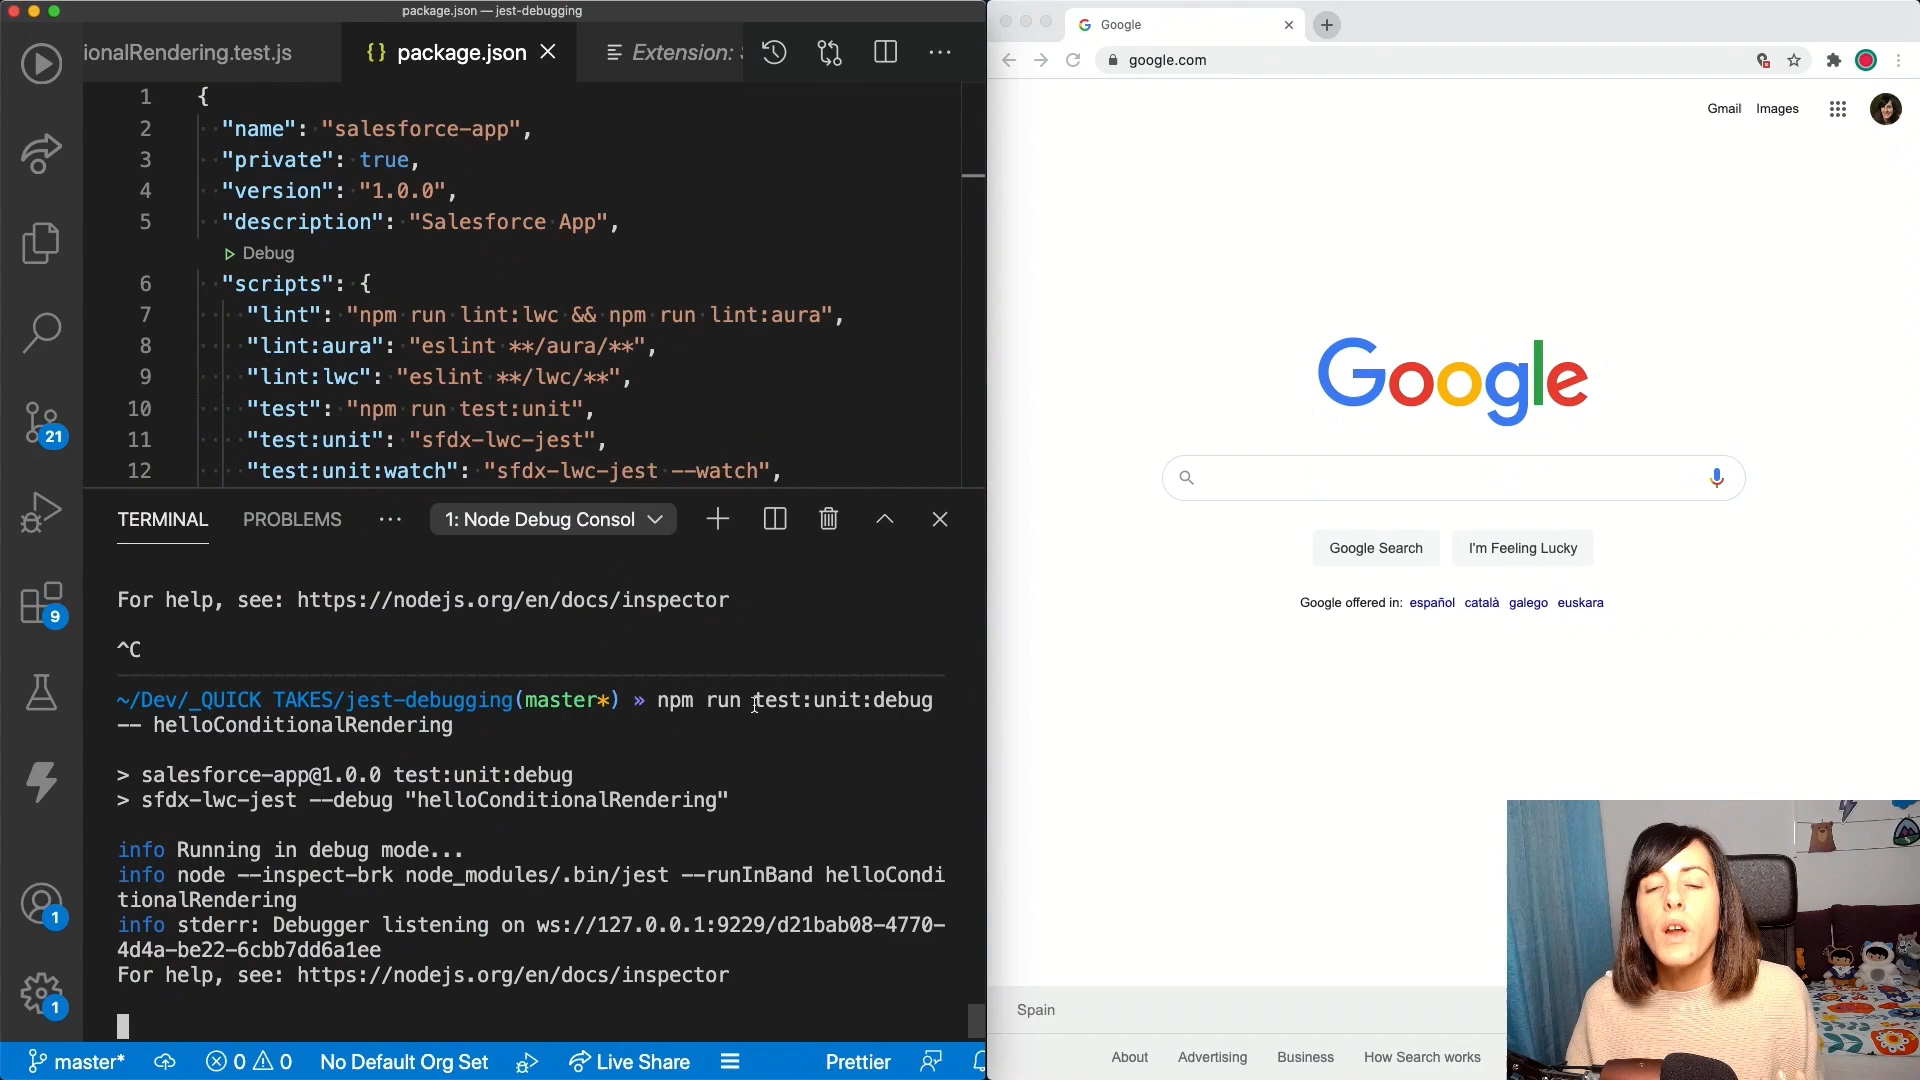 package.json — jest-debugging
ionalRendering.test.js
{} package.json
Extension:
1 {
2 "name": "salesforce-app",
3 "private": true,
4 "version": "1.0.0",
5 "description": "Salesforce App",
Debug
6 "scripts": {
7 "lint": "npm run lint:lwc && npm run lint:aura",
8 "lint:aura": "eslint **/aura/**",
9 "lint:lwc": "eslint **/lwc/**",
10 "test": "npm run test:unit",
11 "test:unit": "sfdx-lwc-jest",
12 "test:unit:watch": "sfdx-lwc-jest --watch",
21
9
1
1
TERMINAL PROBLEMS ··· 1: Node Debug Consol
For help, see: https://nodejs.org/en/docs/inspector
^C
~/Dev/_QUICK TAKES/jest-debugging(master*) » npm run test:unit:debug
-- helloConditionalRendering
> salesforce-app@1.0.0 test:unit:debug
> sfdx-lwc-jest --debug "helloConditionalRendering"
info Running in debug mode...
info node --inspect-brk node_modules/.bin/jest --runInBand helloCondi
tionalRendering
info stderr: Debugger listening on ws://127.0.0.1:9229/d21bab08-4770-
4d4a-be22-6cbb7dd6a1ee
For help, see: https://nodejs.org/en/docs/inspector
master* 0 0 No Default Org Set Live Share Prettier
Google
google.com
Gmail Images
Google
Google Search I'm Feeling Lucky
Google offered in: español català galego euskara
Spain
About Advertising Business How Search works